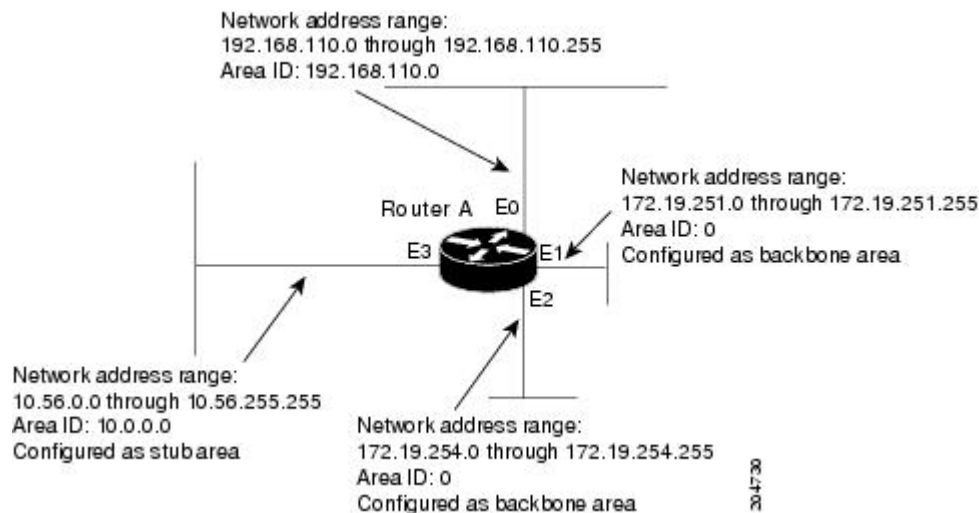 Network address range:
192.168.110.0 through 192.168.110.255
Area ID: 192.168.110.0
Network address range:
172.19.251.0 through 172.19.251.255
Area ID: 0
Configured as backbone area
Router A
E0
E3
E1
E2
Network address range:
10.56.0.0 through 10.56.255.255
Area ID: 10.0.0.0
Configured as stub area
Network address range:
172.19.254.0 through 172.19.254.255
Area ID: 0
Configured as backbone area